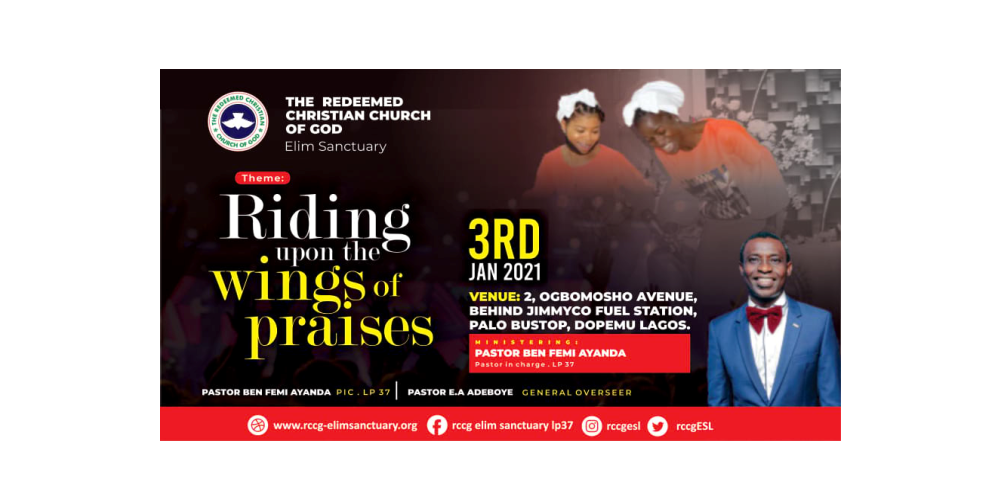 THE REDEEMED CHRISTIAN
CHURCH OF GOD
THE REDEEMED
CHRISTIAN CHURCH
OF GOD
Elim Sanctuary
Theme:
Riding
upon the
wings of
praises
3RD
JAN 2021
VENUE: 2, OGBOMOSHO AVENUE,
BEHIND JIMMYCO FUEL STATION,
PALO BUSTOP, DOPEMU LAGOS.
MINISTERING:
PASTOR BEN FEMI AYANDA
Pastor in charge . LP 37
PASTOR BEN FEMI AYANDA PIC . LP 37 | PASTOR E.A ADEBOYE GENERAL OVERSEER
www.rccg-elimsanctuary.org rccg elim sanctuary lp37 rccgesl rccgESL